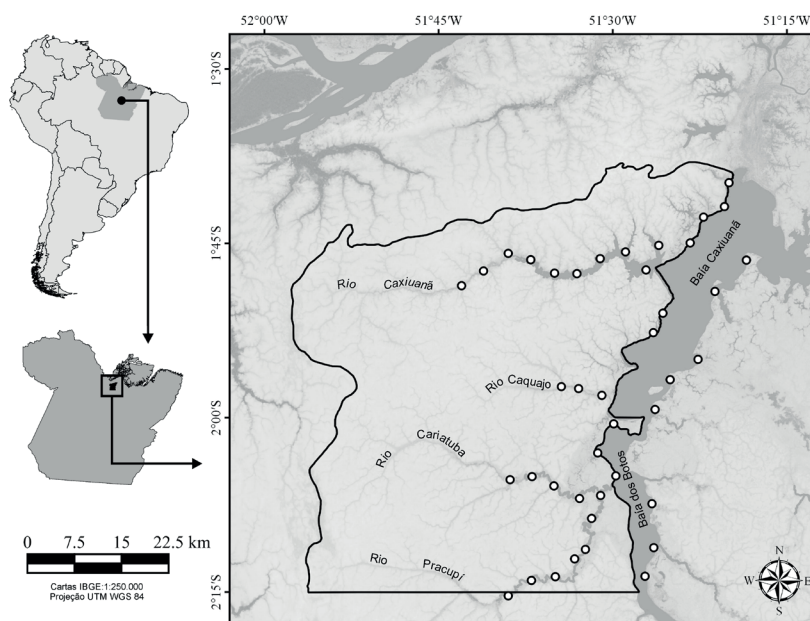 52°00'W 51°45'W 51°30'W 51°15'W
1°30'S
1°45'S
2°00'S
2°15'S
Baía Caxiuanã
Rio Caxiuanã
Rio Caquajo
Rio Cariatuba
Baía dos Botos
Rio Pracupí
0 7.5 15 22.5 km
Cartas IBGE:1:250.000
Projeção UTM WGS 84
N
W E
S